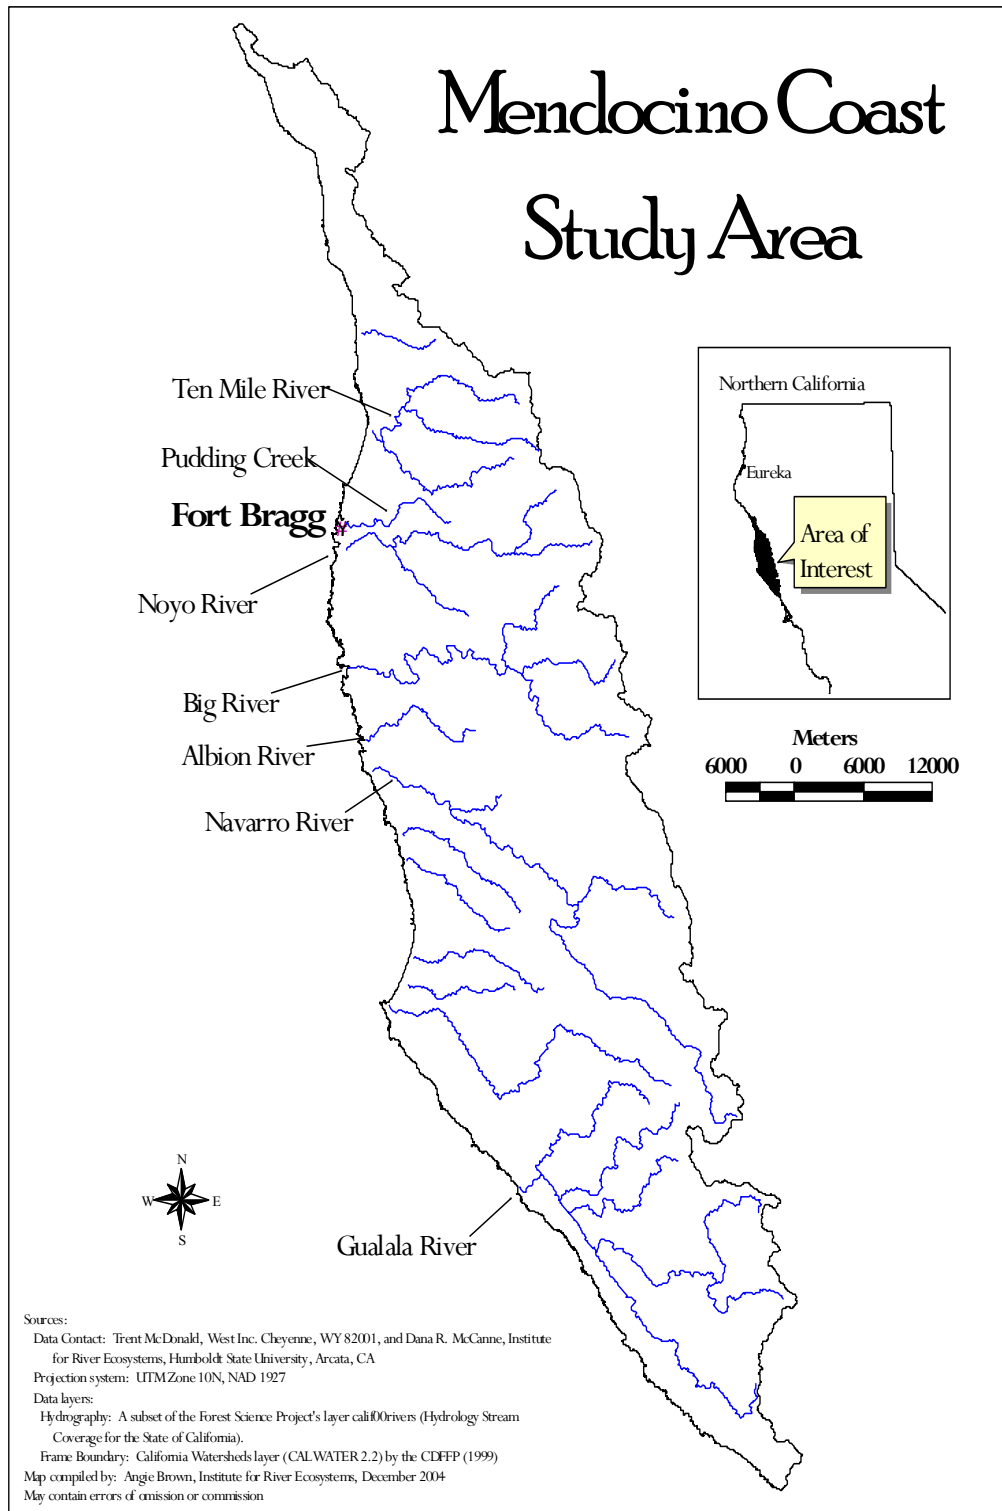 Mendocino Coast
Study Area
Ten Mile River
Pudding Creek
Fort Bragg
Noyo River
Big River
Albion River
Navarro River
Gualala River
Northern California
Eureka
Area of
Interest
Meters
6000 0 6000 12000
N
W E
S
Sources:
Data Contact: Trent McDonald, West Inc. Cheyenne, WY 82001, and Dana R. McCanne, Institute
for River Ecosystems, Humboldt State University, Arcata, CA
Projection system: UTM Zone 10N, NAD 1927
Data layers:
Hydrography: A subset of the Forest Science Project's layer calif00rivers (Hydrology Stream
Coverage for the State of California).
Frame Boundary: California Watersheds layer (CALWATER 2.2) by the CDFFP (1999)
Map compiled by: Angie Brown, Institute for River Ecosystems, December 2004
May contain errors of omission or commission